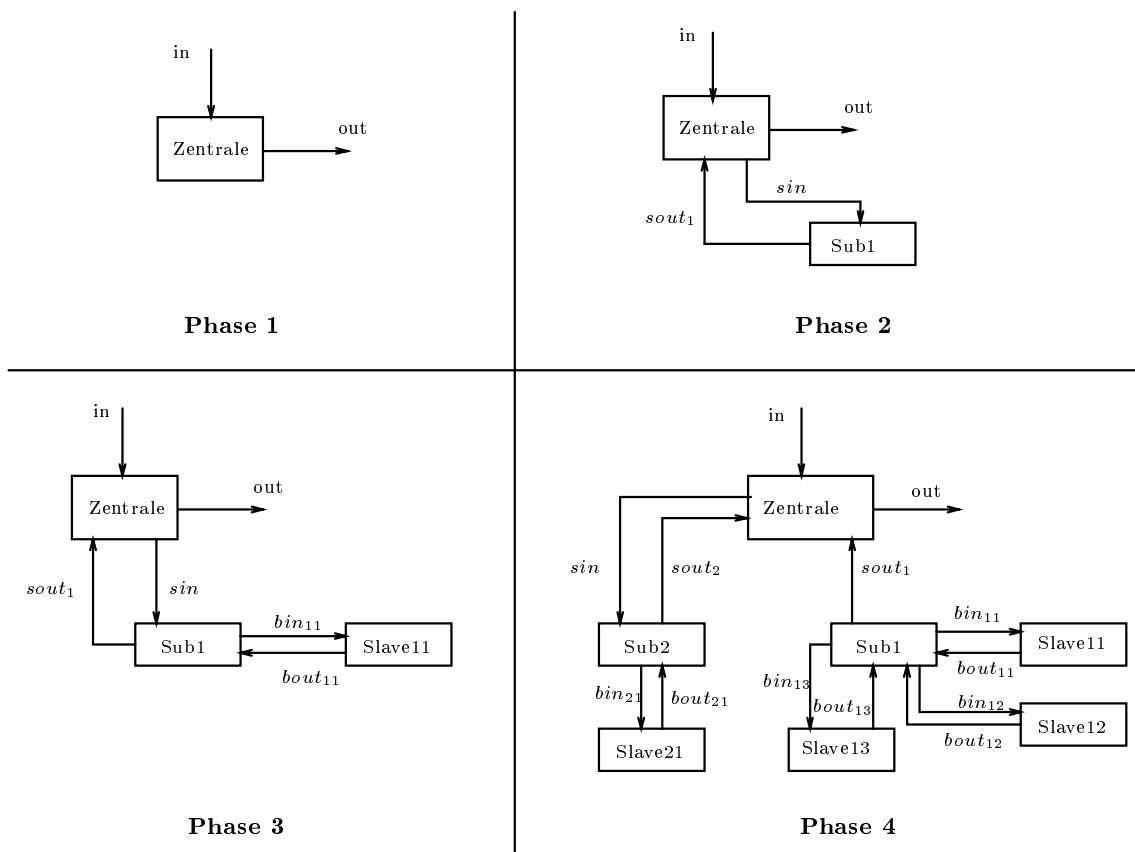 in
Zentrale
out
Phase 1
in
Zentrale
out
sin
sout1
Sub1
Phase 2
in
Zentrale
out
sout1
sin
Sub1
bin11
Slave11
bout11
Phase 3
in
Zentrale
out
sin
sout2
sout1
Sub2
Sub1
bin11
Slave11
bout11
bin21
bout21
bin13
bout13
bin12
Slave12
bout12
Slave21
Slave13
Phase 4